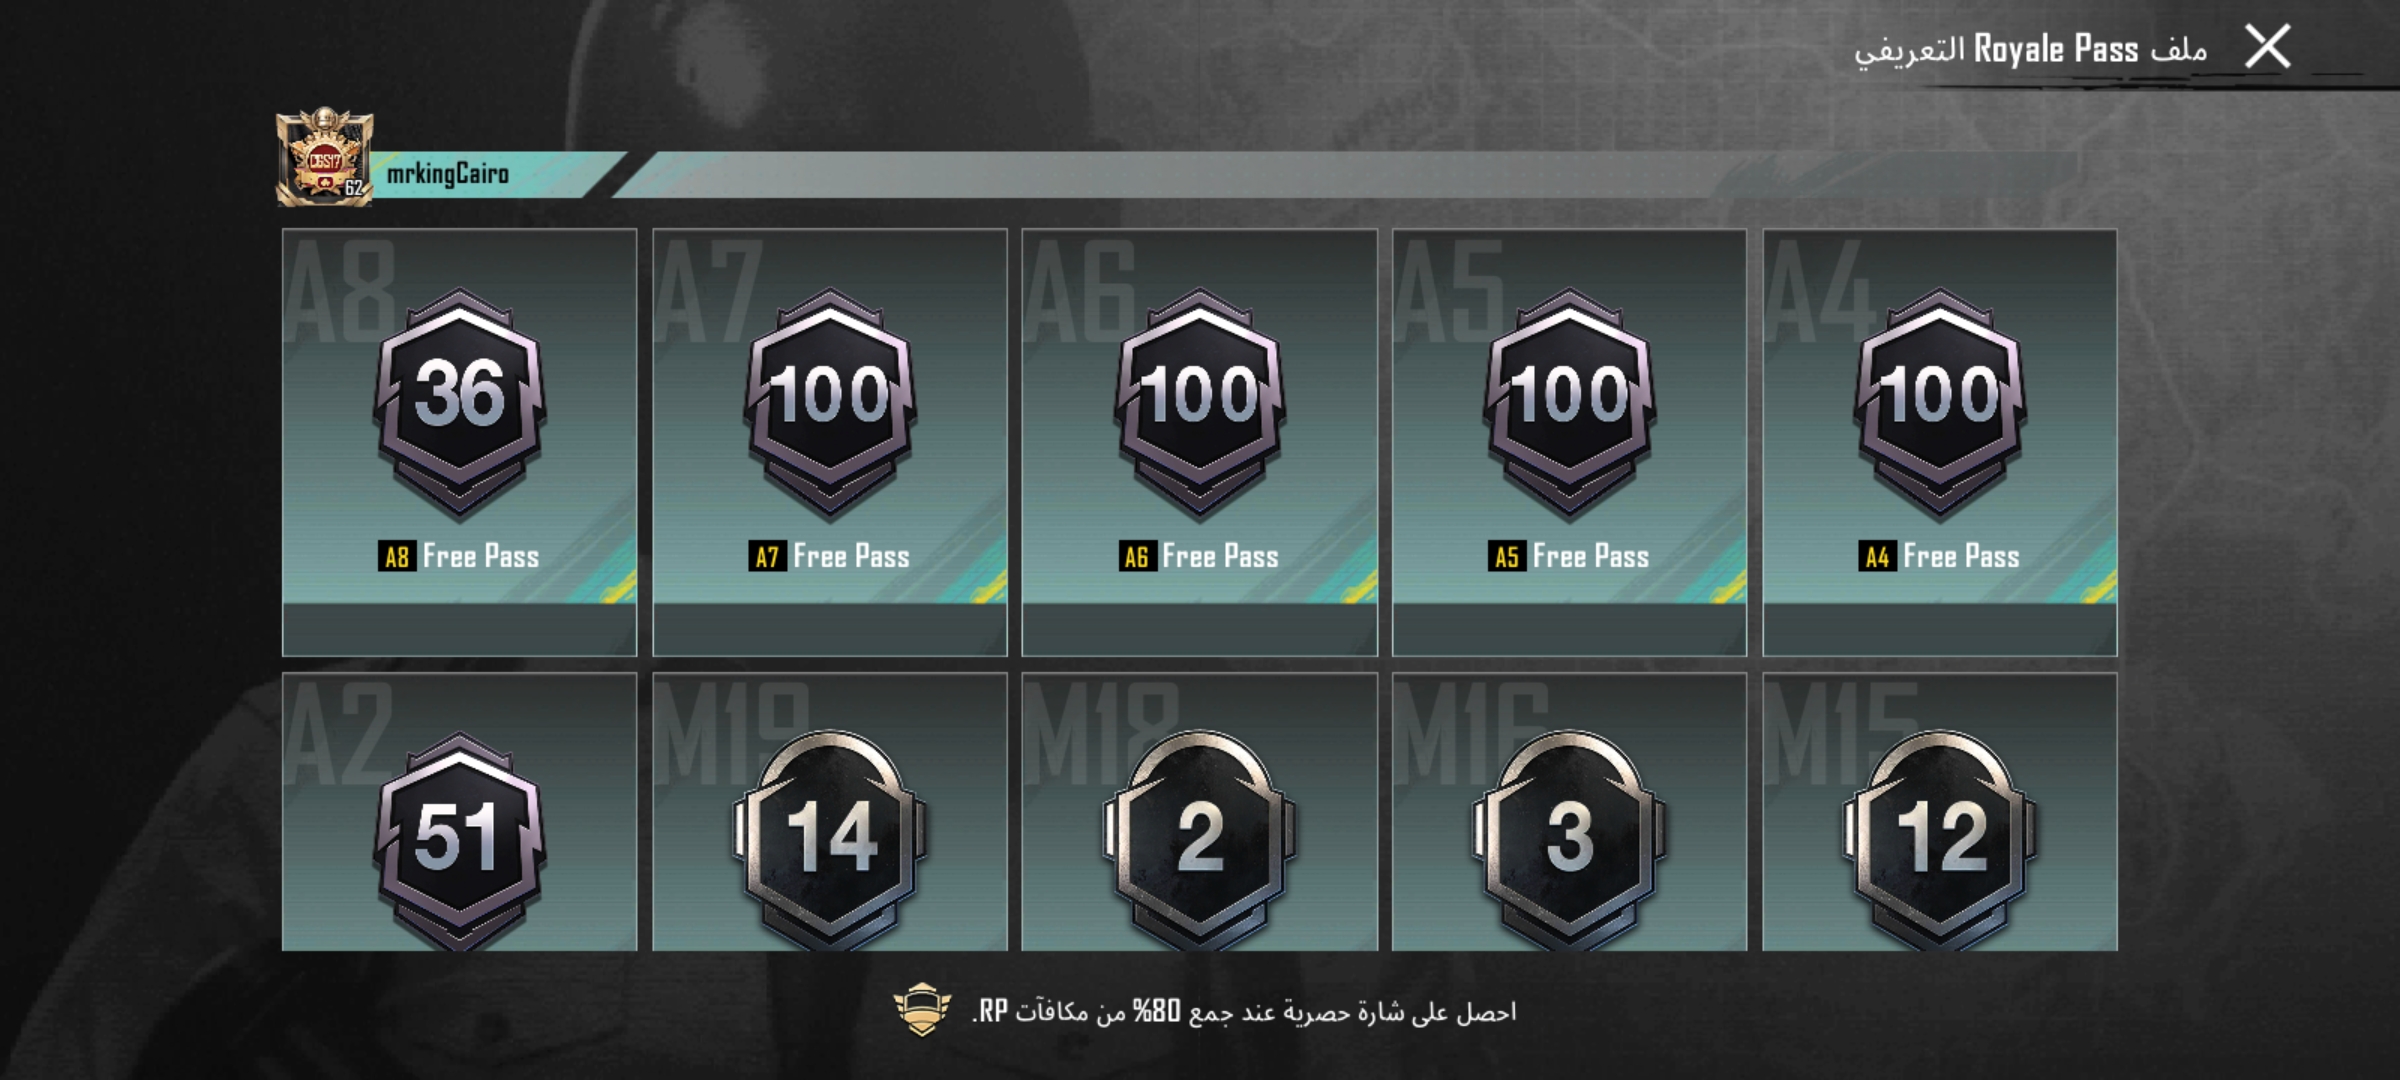 ملف Royale Pass التعريفي
CGS17
62
mrkingCairo
A8
36
A8 Free Pass
A7
100
A7 Free Pass
A6
100
A6 Free Pass
A5
100
A5 Free Pass
A4
100
A4 Free Pass
A2
51
M19
14
M18
2
M16
3
M15
12
احصل على شارة حصرية عند جمع 80% من مكافآت RP.